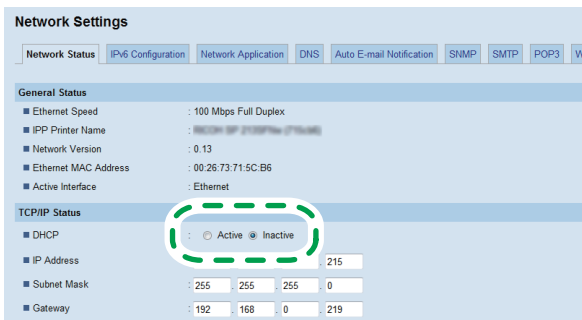 Network Settings
Network Status IPv6 Configuration Network Application DNS Auto E-mail Notification SNMP SMTP POP3 W
General Status
Ethernet Speed : 100 Mbps Full Duplex
IPP Printer Name :
Network Version : 0.13
Ethernet MAC Address : 00:26:73:71:5C:B6
Active Interface : Ethernet
TCP/IP Status
DHCP : Active Inactive
IP Address . 215
Subnet Mask : 255 . 255 . 255 . 0
Gateway : 192 . 168 . 0 . 219